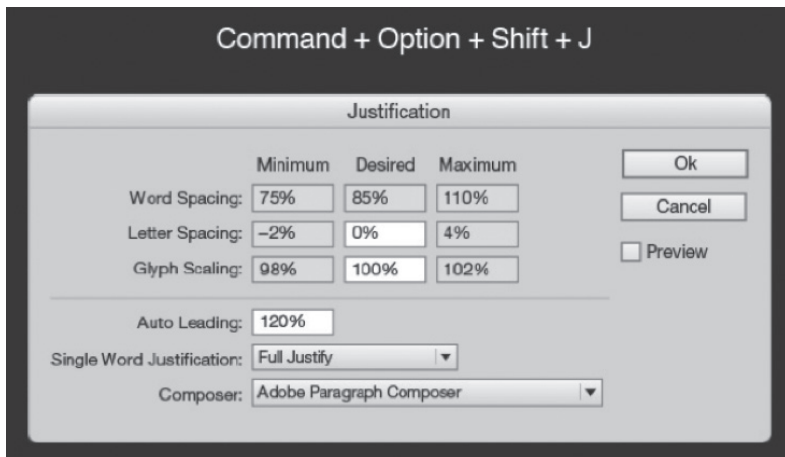 Command + Option + Shift + J
Justification
Minimum Desired Maximum
Word Spacing: 75% 85% 110%
Letter Spacing: -2% 0% 4%
Glyph Scaling: 98% 100% 102%
Auto Leading: 120%
Single Word Justification: Full Justify
Composer: Adobe Paragraph Composer
Ok
Cancel
Preview